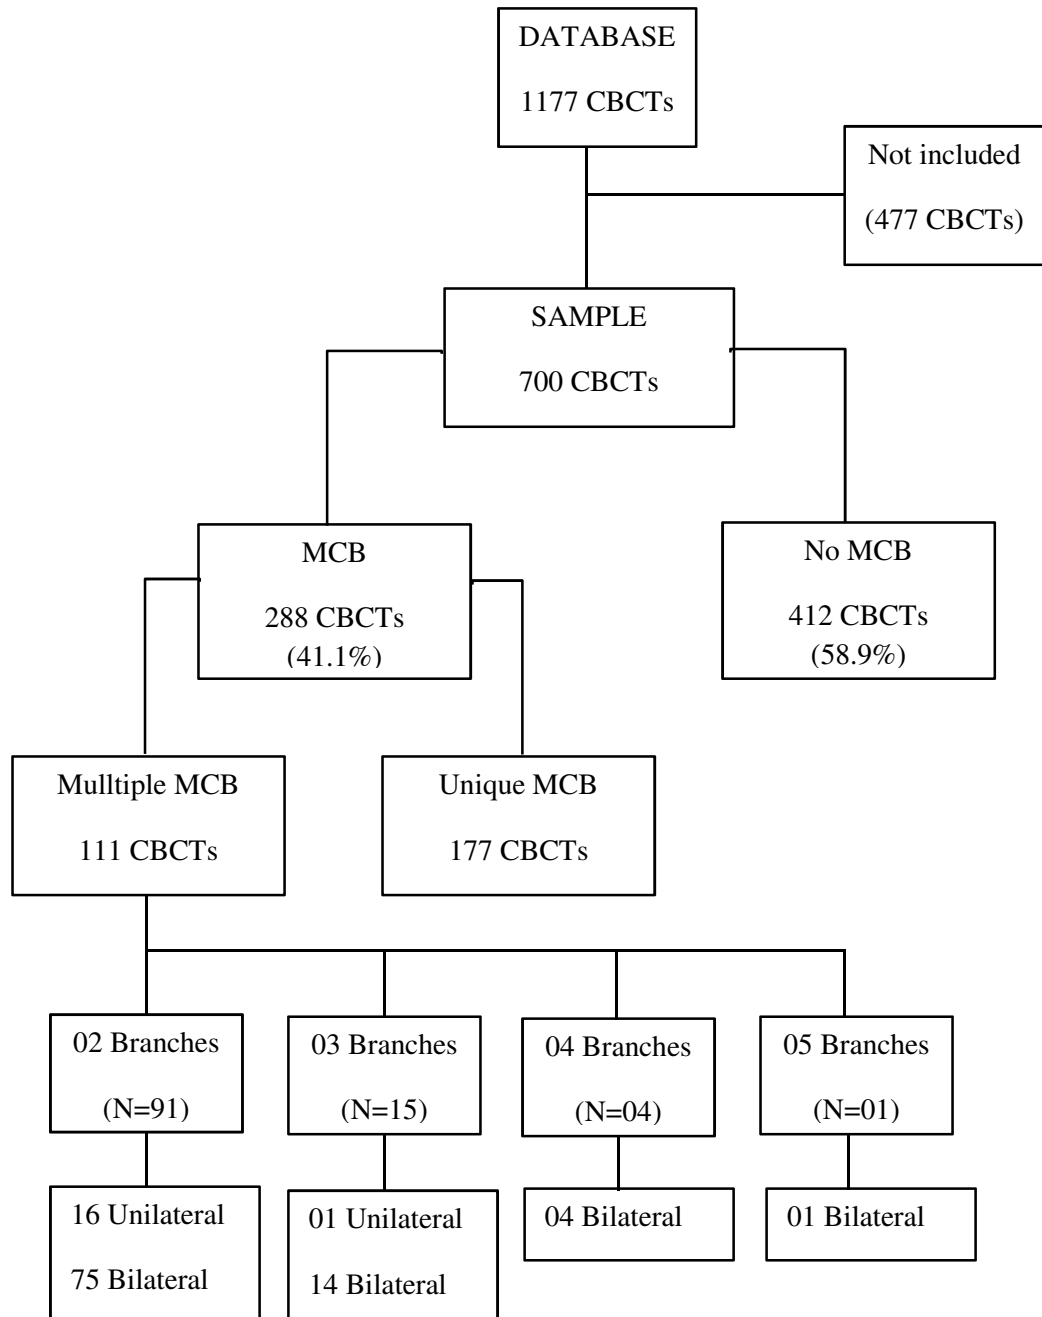 DATABASE
1177 CBCTs
Not included
(477 CBCTs)
SAMPLE
700 CBCTs
MCB
288 CBCTs
(41.1%)
No MCB
412 CBCTs
(58.9%)
Mulltiple MCB
111 CBCTs
Unique MCB
177 CBCTs
02 Branches
(N=91)
03 Branches
(N=15)
04 Branches
(N=04)
05 Branches
(N=01)
16 Unilateral
75 Bilateral
01 Unilateral
14 Bilateral
04 Bilateral
01 Bilateral